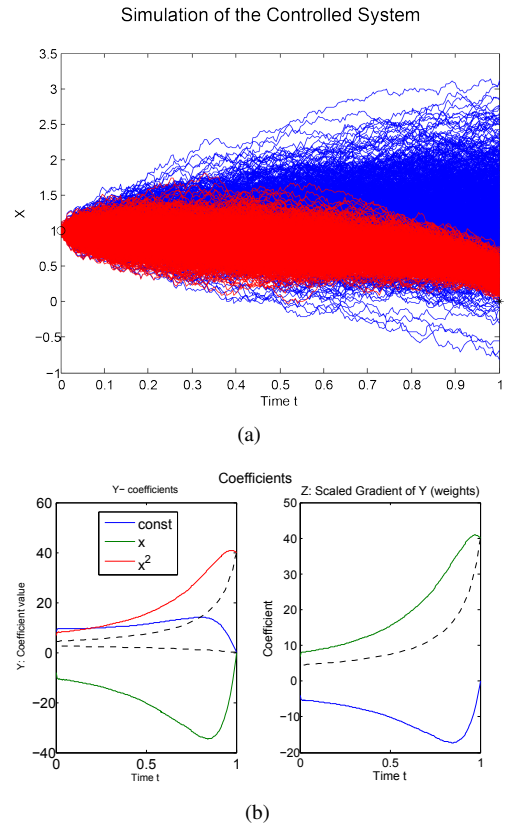 Simulation of the Controlled System
3.5
3
2.5
2
1.5
1
0.5
0
−0.5
−1
X
0 0.1 0.2 0.3 0.4 0.5 0.6 0.7 0.8 0.9 1
Time t
(a)
Coefficients
Y− coefficients
60
40
20
0
−20
−40
Y: Coefficient value
const
x
x²
0 0.5 1
Time t
Z: Scaled Gradient of Y (weights)
50
40
30
20
10
0
−10
−20
Coefficient
0 0.5 1
Time t
(b)